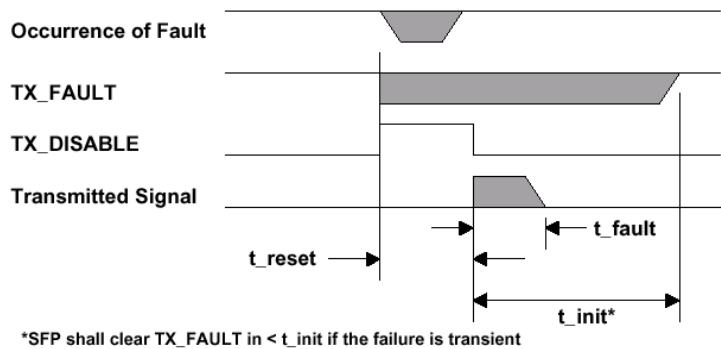 Occurrence of Fault
TX_FAULT
TX_DISABLE
Transmitted Signal
t_fault
t_reset
t_init*
*SFP shall clear TX_FAULT in < t_init if the failure is transient